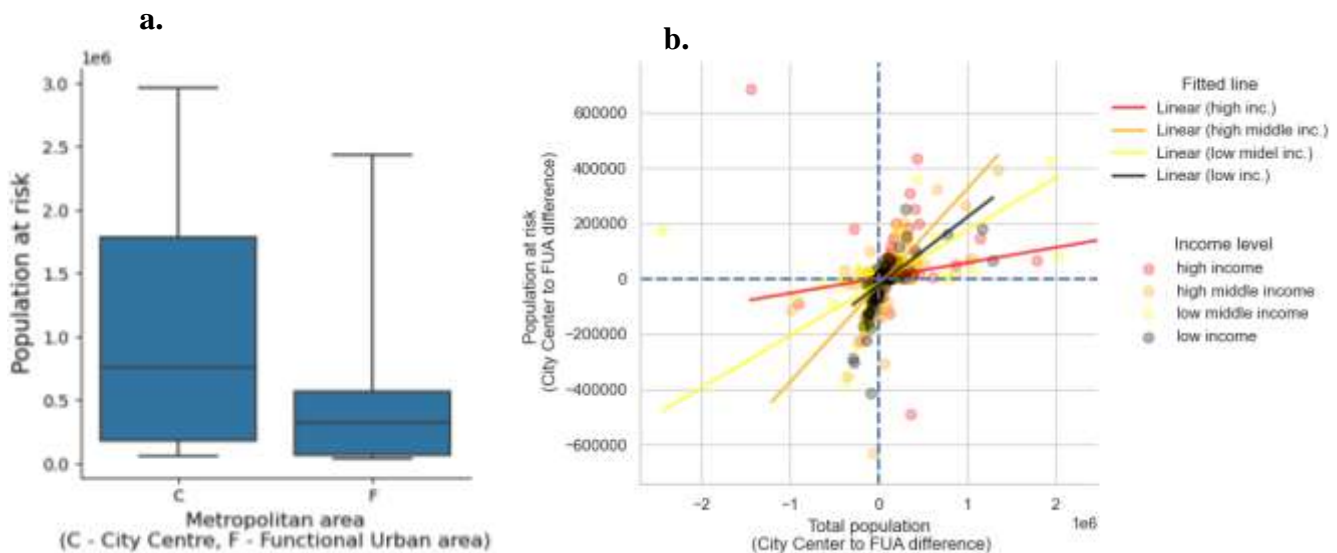 a.
1e6
3.0
2.5
2.0
1.5
1.0
0.5
0.0
Population at risk
C
F
Metropolitan area
(C - City Centre, F - Functional Urban area)
b.
600000
400000
200000
0
−200000
−400000
−600000
Population at risk
(City Center to FUA difference)
−2
−1
0
1
2
1e6
Total population
(City Center to FUA difference)
Fitted line
Linear (high inc.)
Linear (high middle inc.)
Linear (low midel inc.)
Linear (low inc.)
Income level
high income
high middle income
low middle income
low income